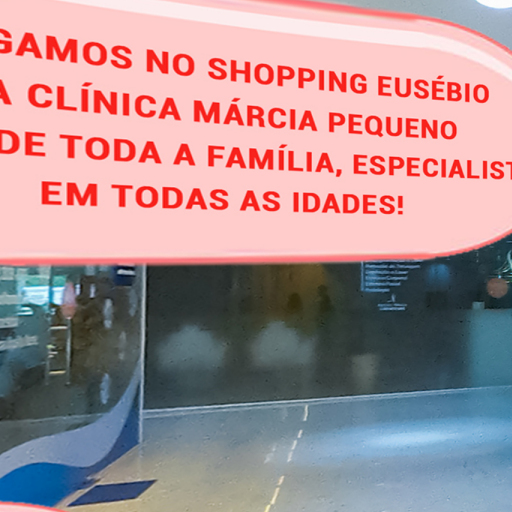 GAMOS NO SHOPPING EUSÉBIO
A CLÍNICA MÁRCIA PEQUENO
DE TODA A FAMÍLIA, ESPECIALIST
EM TODAS AS IDADES!